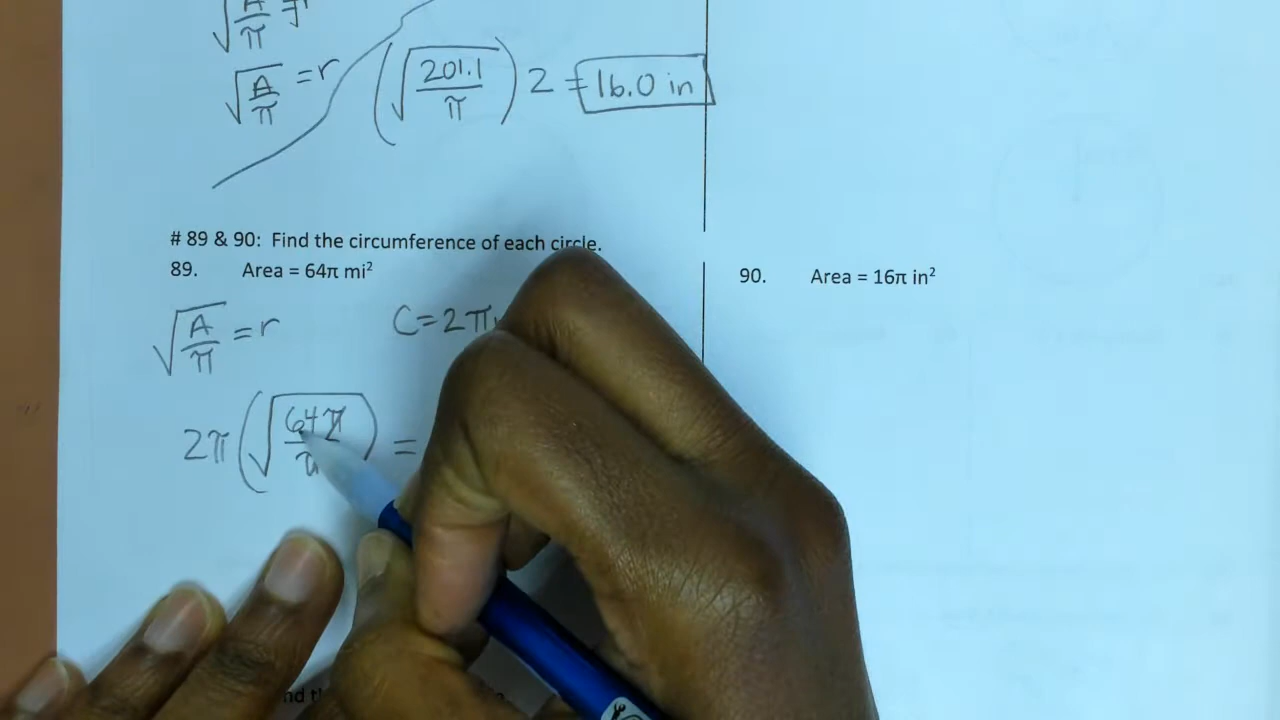 √A/π = r
√A/π = r (√201.1/π) 2 = 16.0 in
# 89 & 90: Find the circumference of each circle.
89. Area = 64π mi²
90. Area = 16π in²
√A/π = r C=2π
2π(√64π/π) =